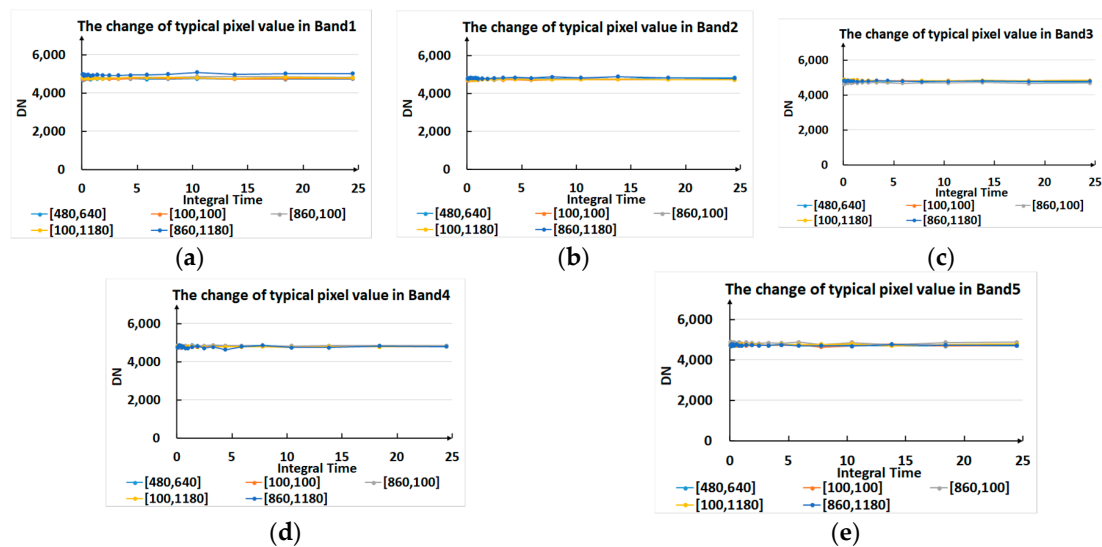 The change of typical pixel value in Band1
6,000
4,000
2,000
0
DN
0 5 10 15 20 25
Integral Time
[480,640] [100,100] [860,100]
[100,1180] [860,1180]
(a)
The change of typical pixel value in Band2
6,000
4,000
2,000
0
DN
0 5 10 15 20 25
Integral Time
[480,640] [100,100] [860,100]
[100,1180] [860,1180]
(b)
The change of typical pixel value in Band3
6,000
4,000
2,000
0
DN
0 5 10 15 20 25
Integral Time
[480,640] [100,100] [860,100]
[100,1180] [860,1180]
(c)
The change of typical pixel value in Band4
6,000
4,000
2,000
0
DN
0 5 10 15 20 25
Integral Time
[480,640] [100,100] [860,100]
[100,1180] [860,1180]
(d)
The change of typical pixel value in Band5
6,000
4,000
2,000
0
DN
0 5 10 15 20 25
Integral Time
[480,640] [100,100] [860,100]
[100,1180] [860,1180]
(e)